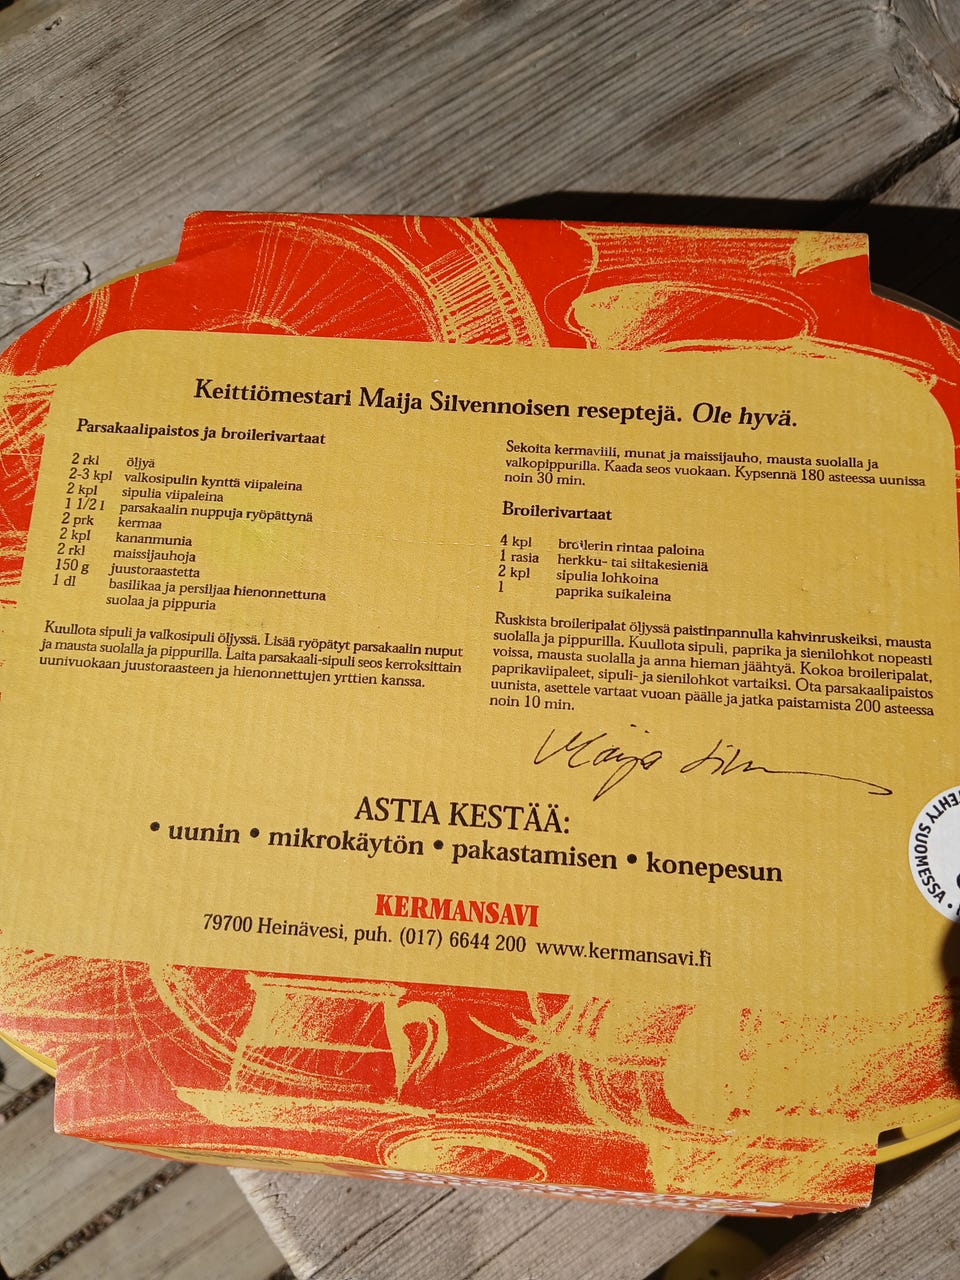 Keittiömestari Maija Silvennoisen reseptejä. Ole hyvä.
Parsakaalipaistos ja broilerivartaat
2 rkl öljyä
2-3 kpl valkosipulin kynttä viipaleina
2 kpl sipulia viipaleina
1 1/2 l parsakaalin nuppuja ryöpättynä
2 prk kermaa
2 kpl kananmunia
2 rkl maissijauhoja
150 g juustoraastetta
1 dl basilikaa ja persiljaa hienonnettuna
suolaa ja pippuria
Kuullota sipuli ja valkosipuli öljyssä. Lisää ryöpätyt parsakaalin nuput
ja mausta suolalla ja pippurilla. Laita parsakaali-sipuli seos kerroksittain
uunivuokaan juustoraasteen ja hienonnettujen yrttien kanssa.
Sekoita kermaviili, munat ja maissijauho, mausta suolalla ja
valkopippurilla. Kaada seos vuokaan. Kypsennä 180 asteessa uunissa
noin 30 min.
Broilerivartaat
4 kpl broilerin rintaa paloina
1 rasia herkku- tai siitakesieniä
2 kpl sipulia lohkoina
1 paprika suikaleina
Ruskista broileripalat öljyssä paistinpannulla kahvinruskeiksi, mausta
suolalla ja pippurilla. Kuullota sipuli, paprika ja sienilohkot nopeasti
voissa, mausta suolalla ja anna hieman jäähtyä. Kokoa broileripalat,
paprikaviipaleet, sipuli- ja sienilohkot vartaiksi. Ota parsakaalipaistos
uunista, asettele vartaat vuoan päälle ja jatka paistamista 200 asteessa
noin 10 min.
Maija Silv
ASTIA KESTÄÄ:
• uunin • mikrokäytön • pakastamisen • konepesun
KERMANSAVI
79700 Heinävesi, puh. (017) 6644 200 www.kermansavi.fi
TEHTY SUOMESSA •